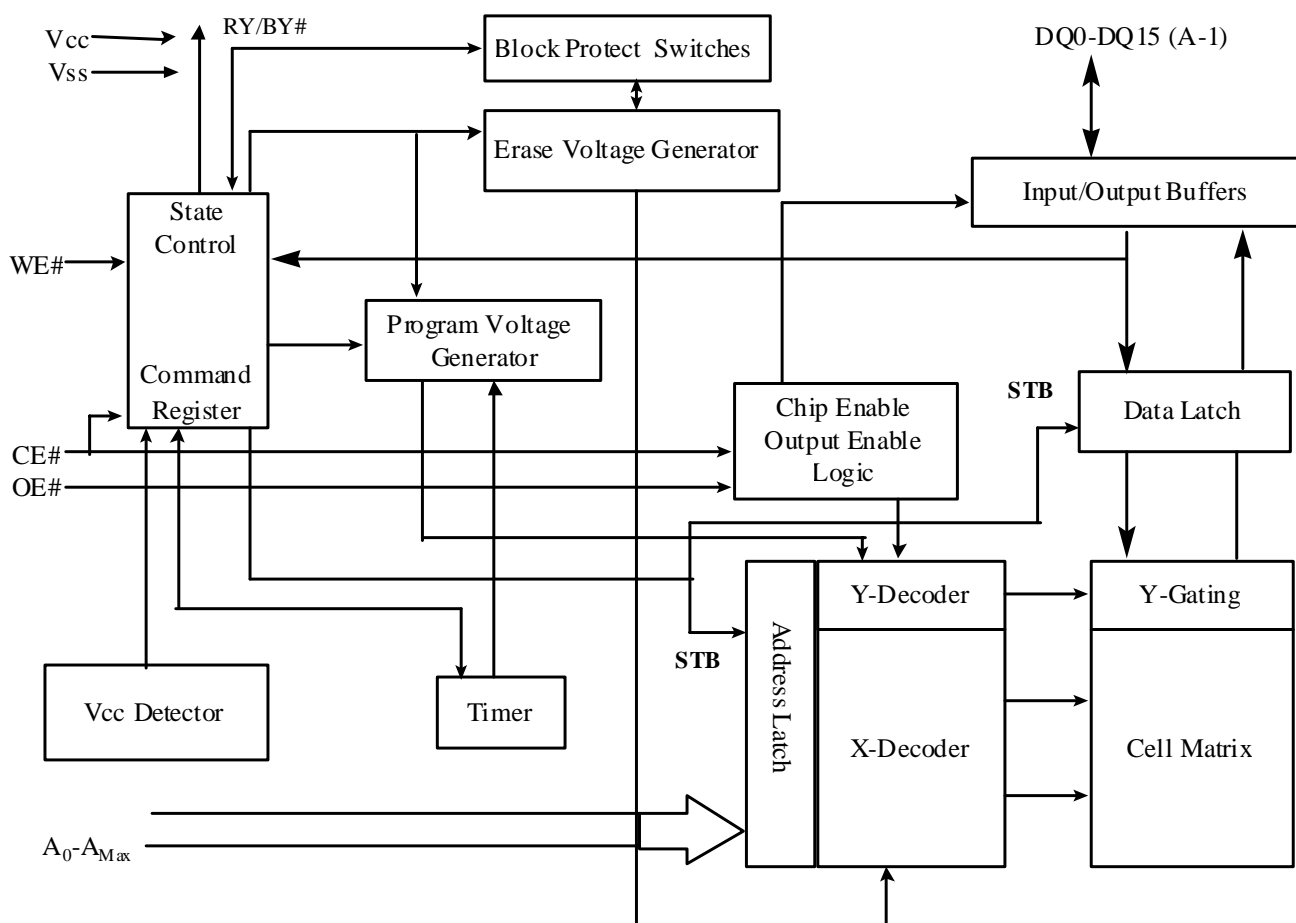 Vcc
Vss
RY/BY#
Block Protect Switches
DQ0-DQ15 (A-1)
Erase Voltage Generator
Input/Output Buffers
State
Control
WE#
Program Voltage
Generator
Command
Register
STB
Data Latch
Chip Enable
Output Enable
Logic
CE#
OE#
Y-Decoder
Y-Gating
STB
Address Latch
Vcc Detector
Timer
X-Decoder
Cell Matrix
A0-AMax